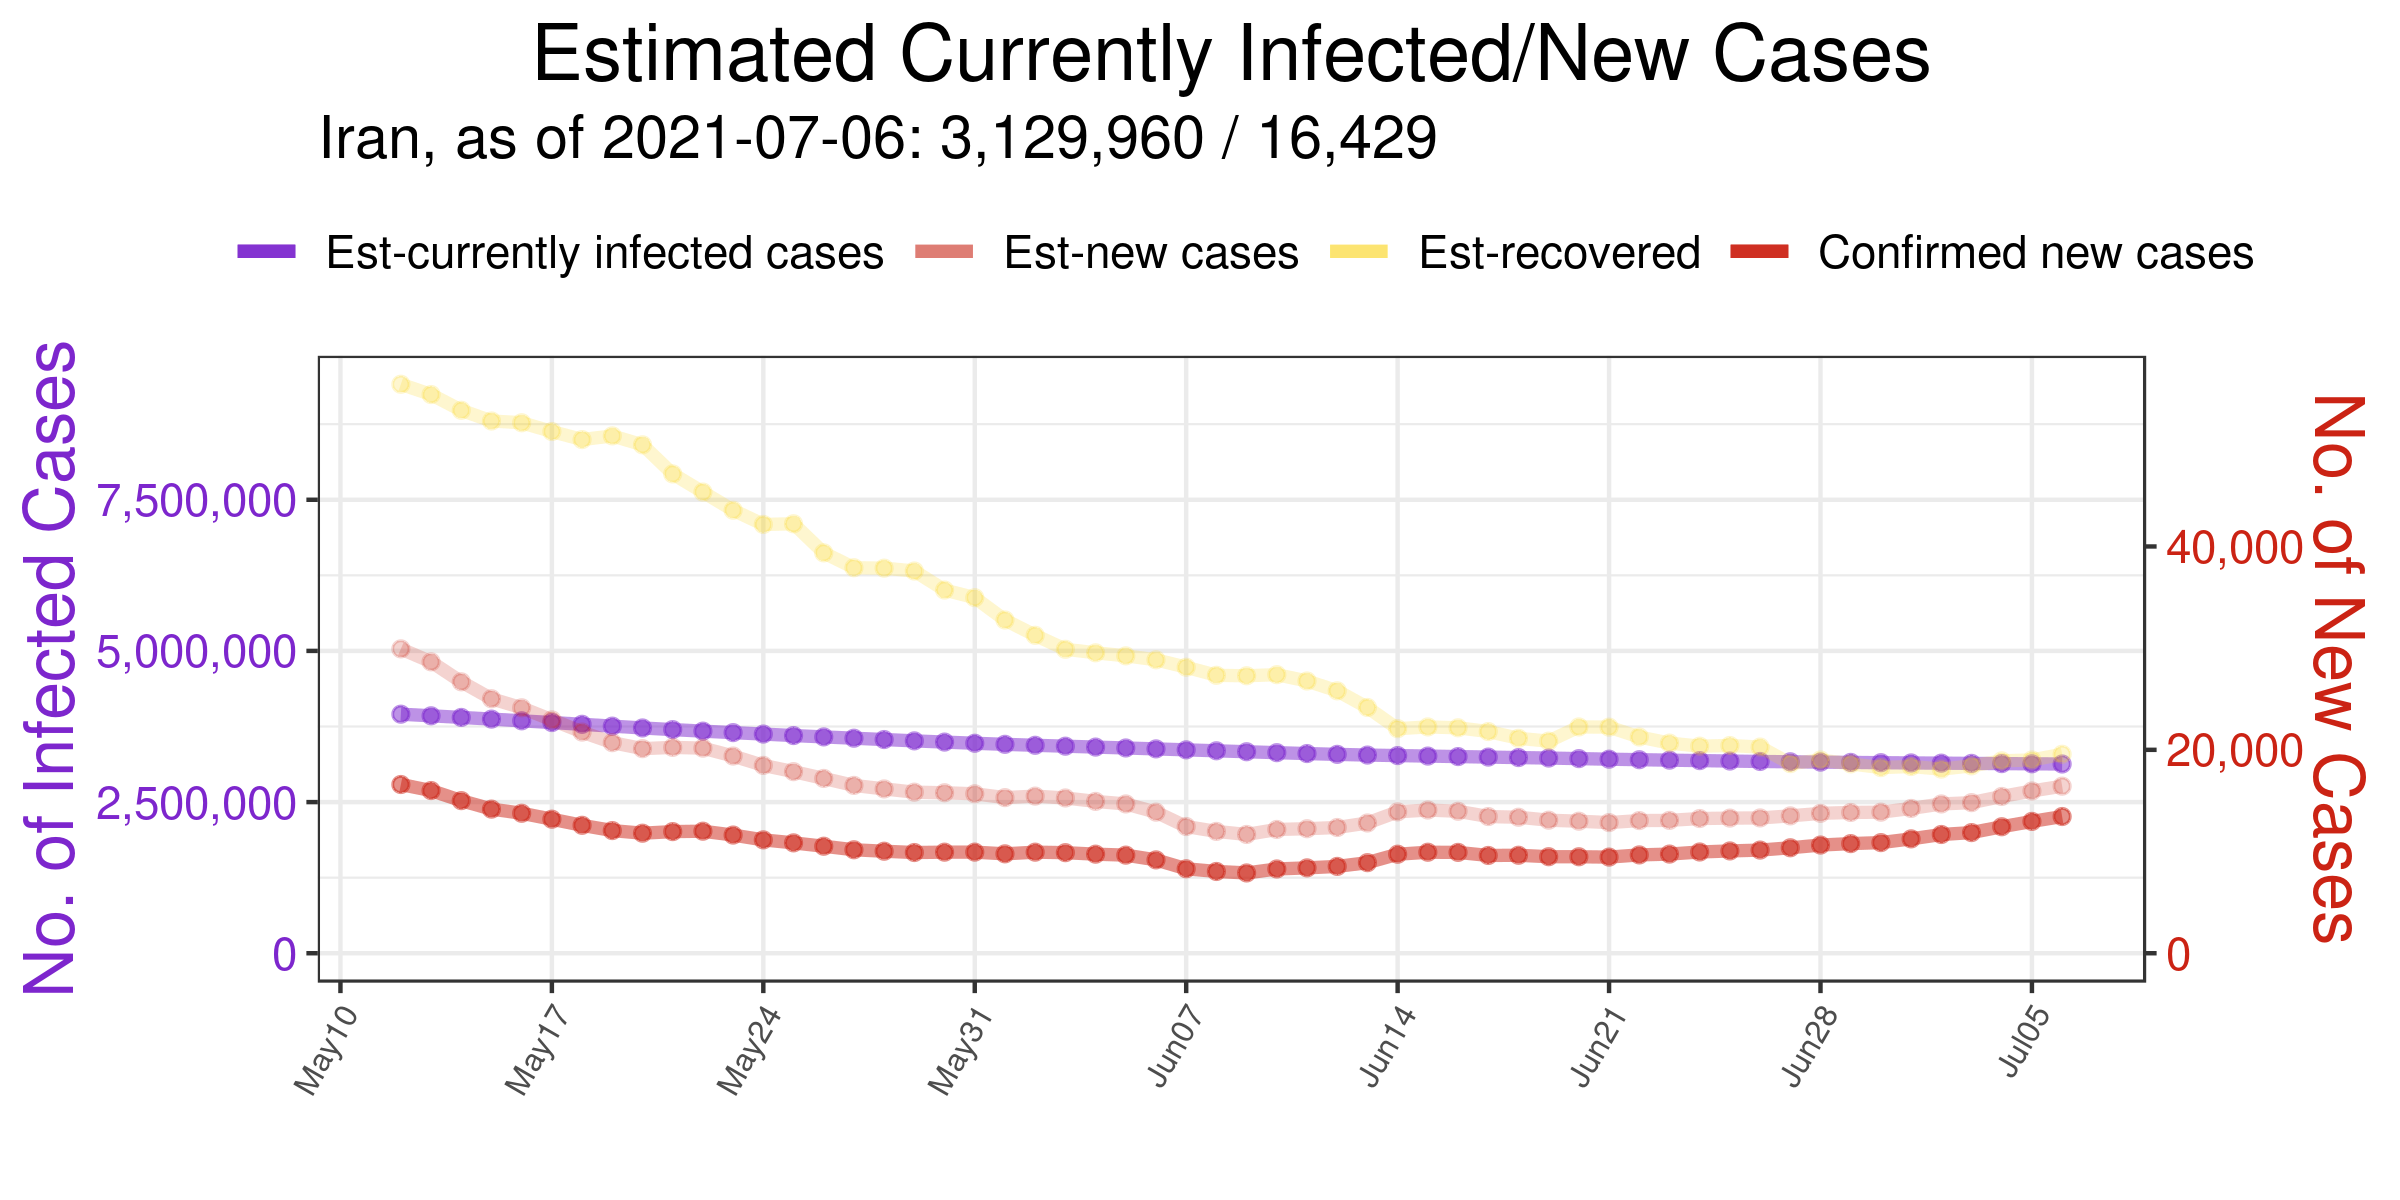 Estimated Currently Infected/New Cases
Iran, as of 2021-07-06: 3,129,960 / 16,429
Est-currently infected cases Est-new cases Est-recovered Confirmed new cases
No. of Infected Cases
7,500,000
5,000,000
2,500,000
0
40,000
20,000
0
No. of New Cases
May10 May17 May24 May31 Jun07 Jun14 Jun21 Jun28 Jul05